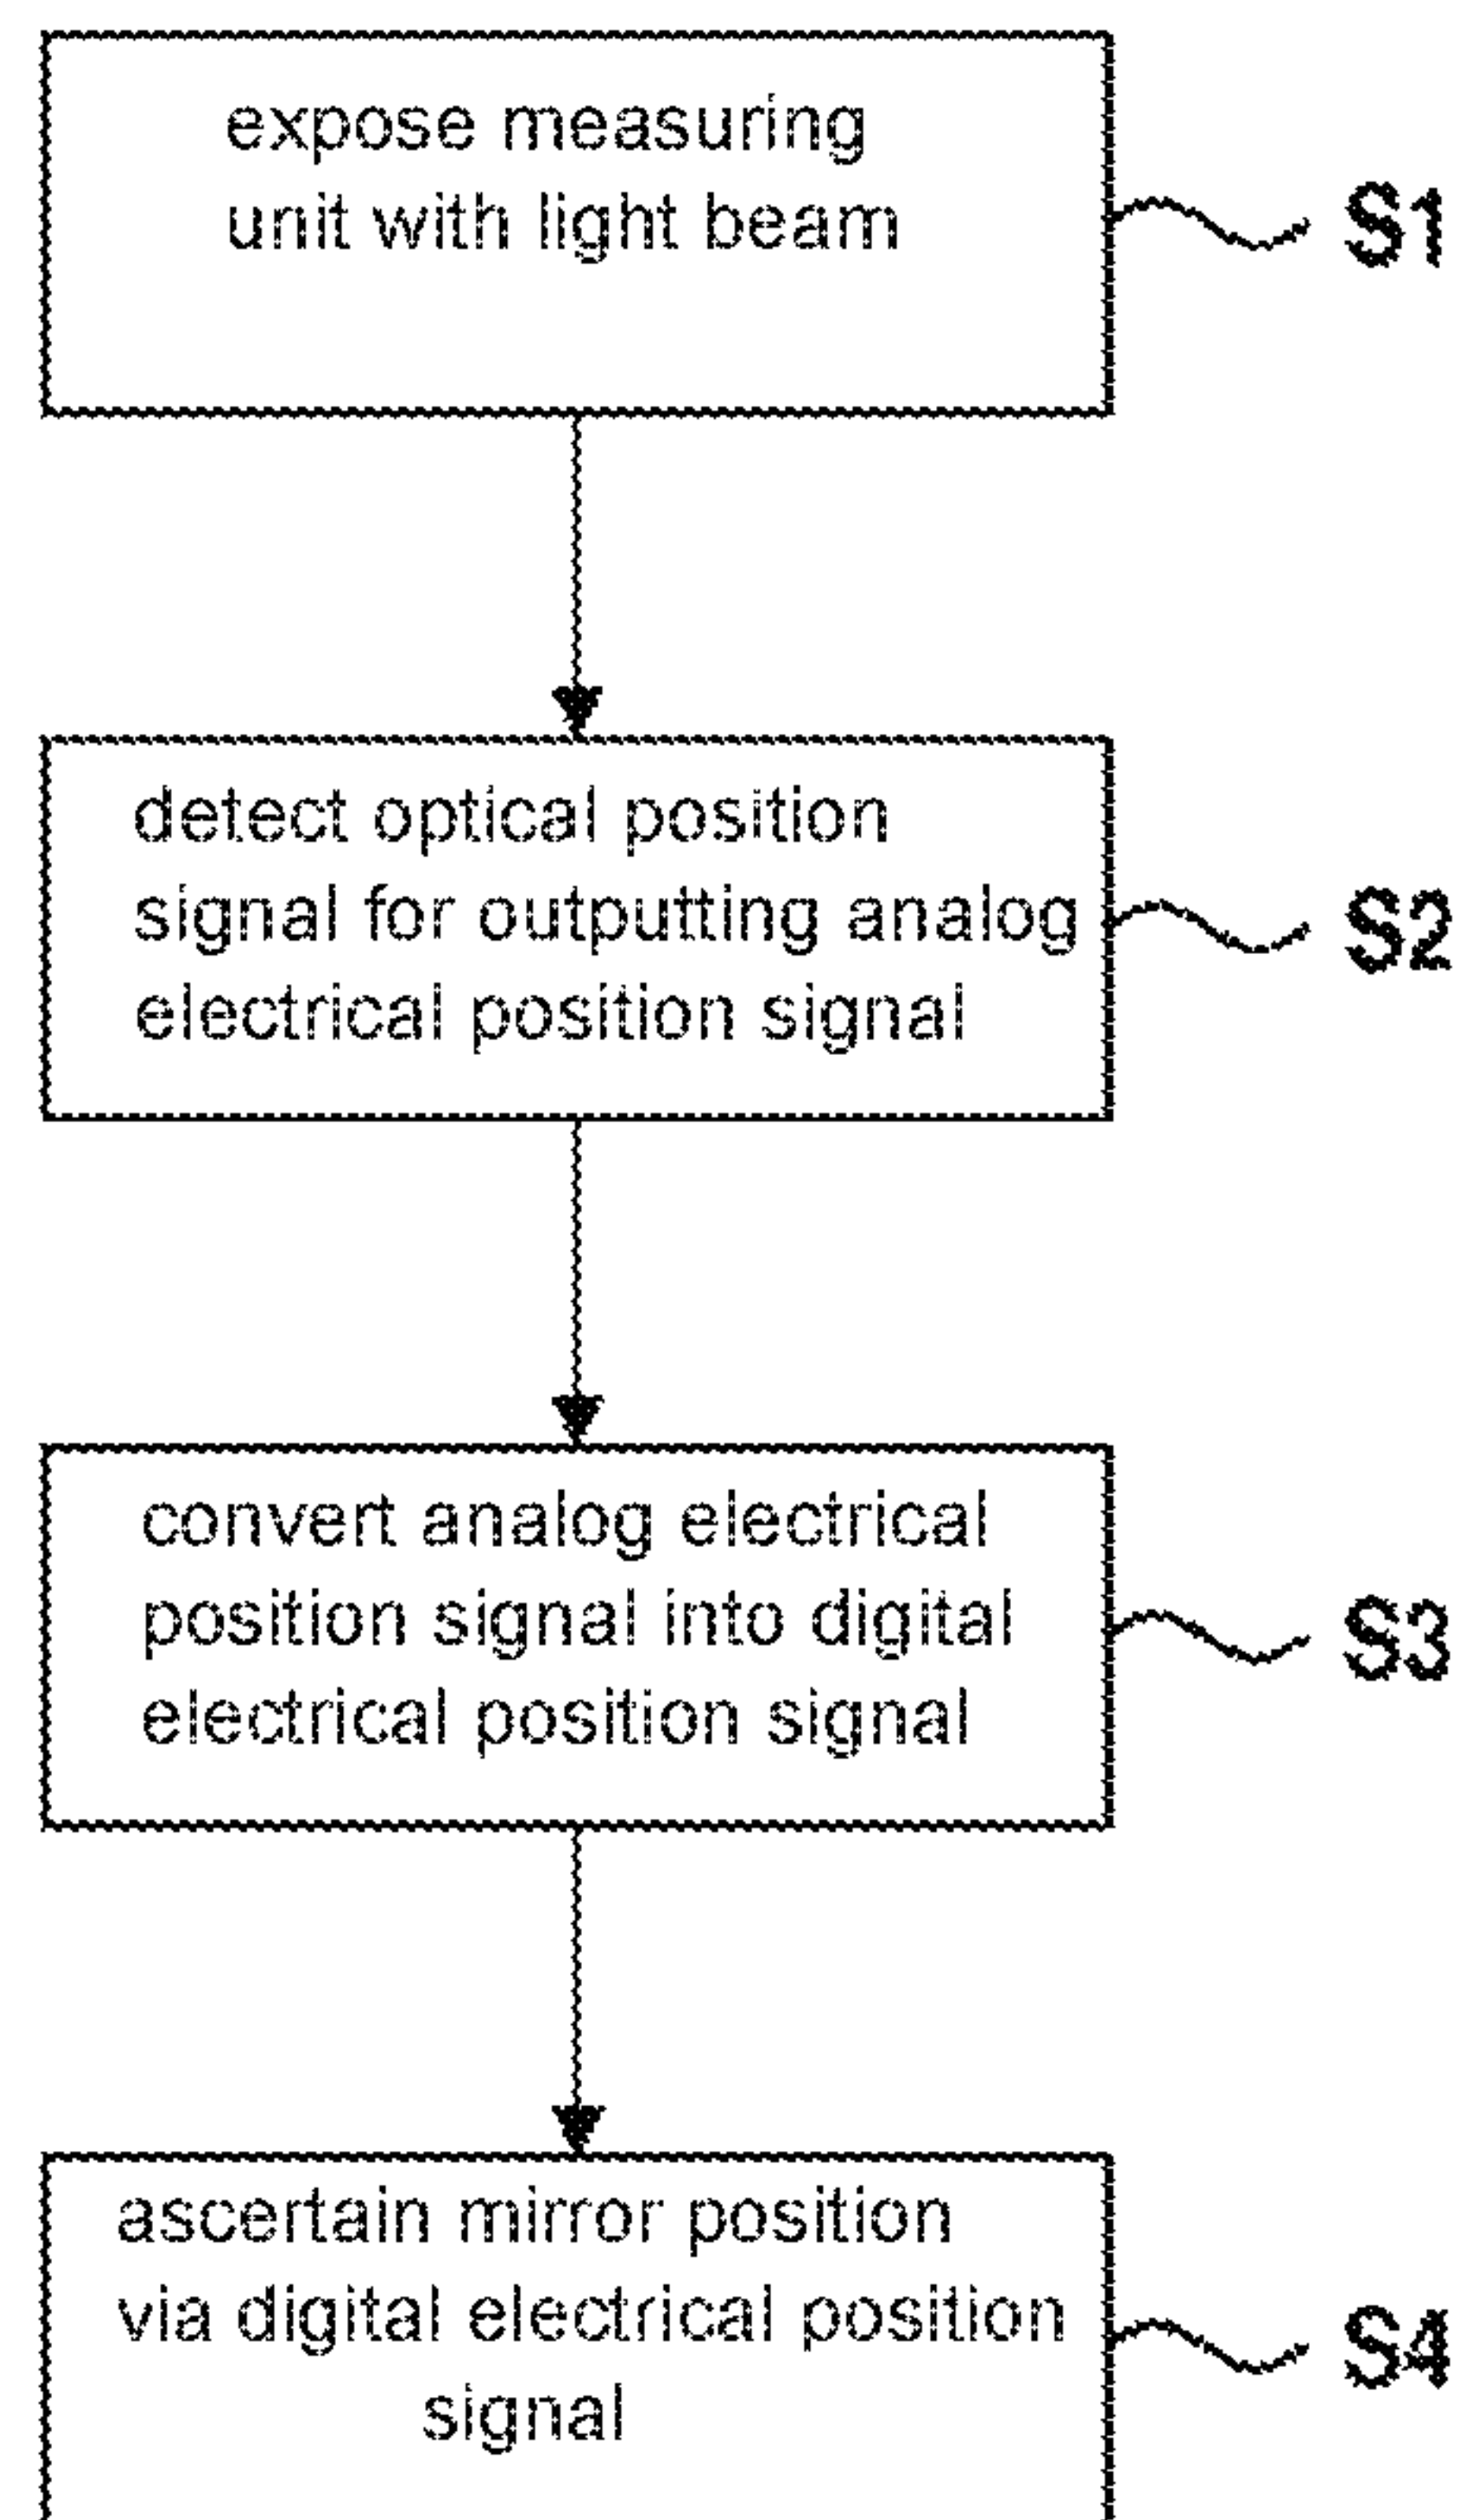 expose measuring
unit with light beam
S1
detect optical position
signal for outputting analog
electrical position signal
S2
convert analog electrical
position signal into digital
electrical position signal
S3
ascertain mirror position
via digital electrical position
signal
S4